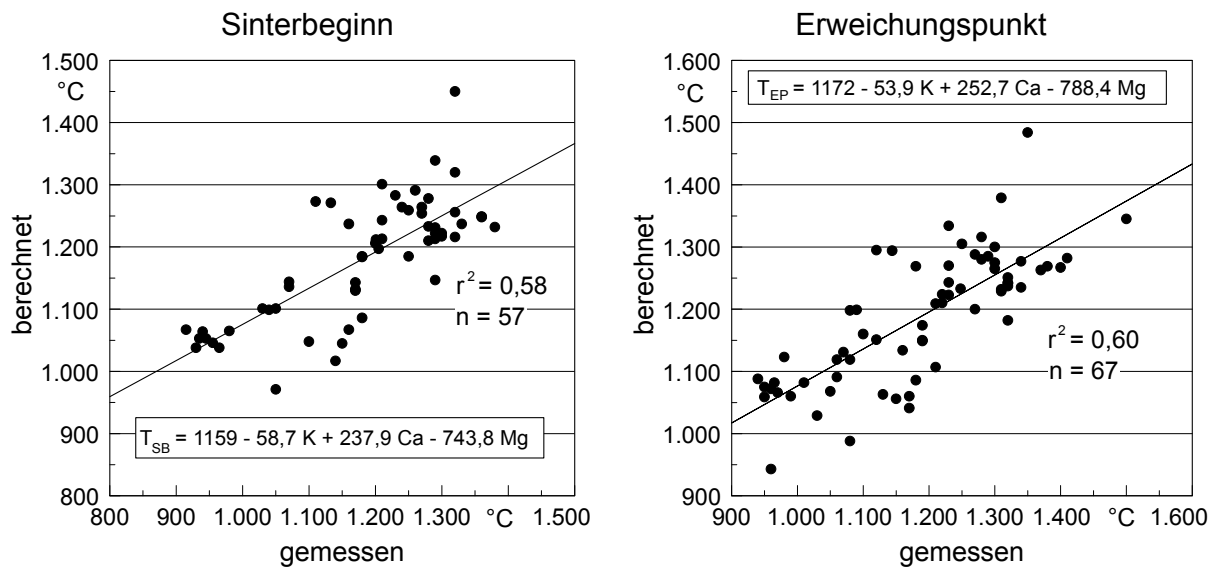 Sinterbeginn
1.500
°C
1.400
1.300
1.200
1.100
1.000
900
800
berechnet
r² = 0,58
n = 57
T_SB = 1159 - 58,7 K + 237,9 Ca - 743,8 Mg
800 900 1.000 1.100 1.200 1.300 °C 1.500
gemessen
Erweichungspunkt
1.600
°C
1.500
1.400
1.300
1.200
1.100
1.000
900
berechnet
T_EP = 1172 - 53,9 K + 252,7 Ca - 788,4 Mg
r² = 0,60
n = 67
900 1.000 1.100 1.200 1.300 1.400 °C 1.600
gemessen